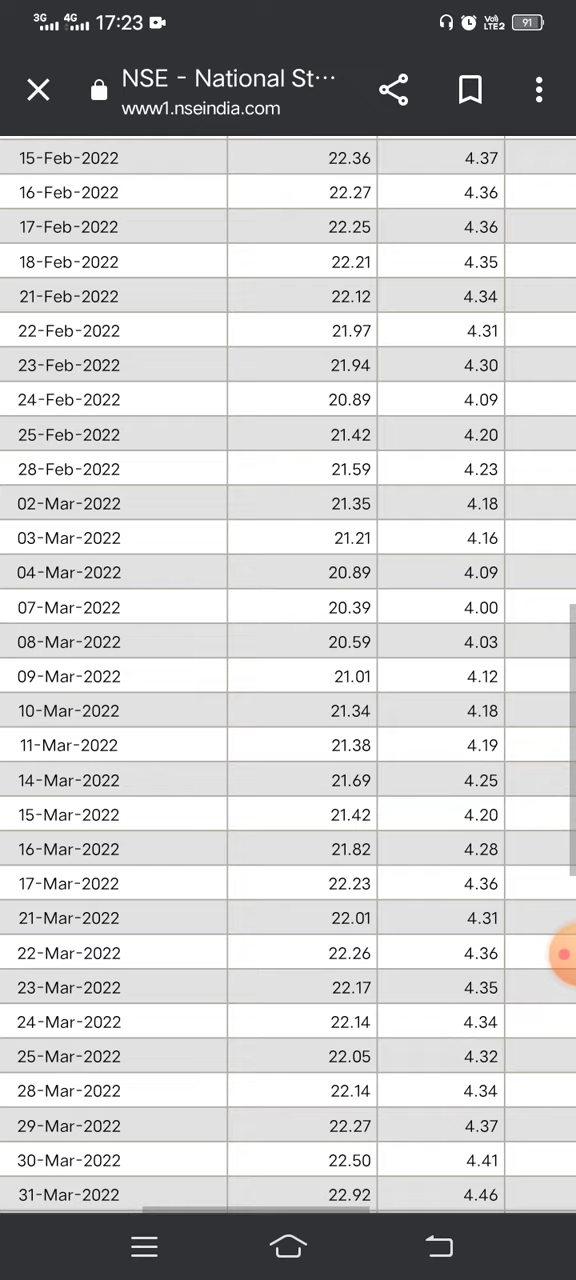 3G 4G 17:23 Vo)) LTE2 91
NSE - National St···
www1.nseindia.com
15-Feb-2022 22.36 4.37
16-Feb-2022 22.27 4.36
17-Feb-2022 22.25 4.36
18-Feb-2022 22.21 4.35
21-Feb-2022 22.12 4.34
22-Feb-2022 21.97 4.31
23-Feb-2022 21.94 4.30
24-Feb-2022 20.89 4.09
25-Feb-2022 21.42 4.20
28-Feb-2022 21.59 4.23
02-Mar-2022 21.35 4.18
03-Mar-2022 21.21 4.16
04-Mar-2022 20.89 4.09
07-Mar-2022 20.39 4.00
08-Mar-2022 20.59 4.03
09-Mar-2022 21.01 4.12
10-Mar-2022 21.34 4.18
11-Mar-2022 21.38 4.19
14-Mar-2022 21.69 4.25
15-Mar-2022 21.42 4.20
16-Mar-2022 21.82 4.28
17-Mar-2022 22.23 4.36
21-Mar-2022 22.01 4.31
22-Mar-2022 22.26 4.36
23-Mar-2022 22.17 4.35
24-Mar-2022 22.14 4.34
25-Mar-2022 22.05 4.32
28-Mar-2022 22.14 4.34
29-Mar-2022 22.27 4.37
30-Mar-2022 22.50 4.41
31-Mar-2022 22.92 4.46